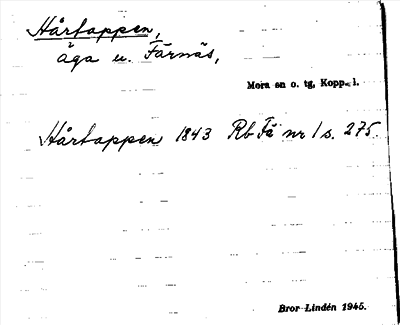 Hårtappen,
äga u. Färnäs,
Mora sn o. tg, Kopp. l.
Hårtappen 1843 Rb Fä nr 1 s. 275.
Bror Lindén 1945.